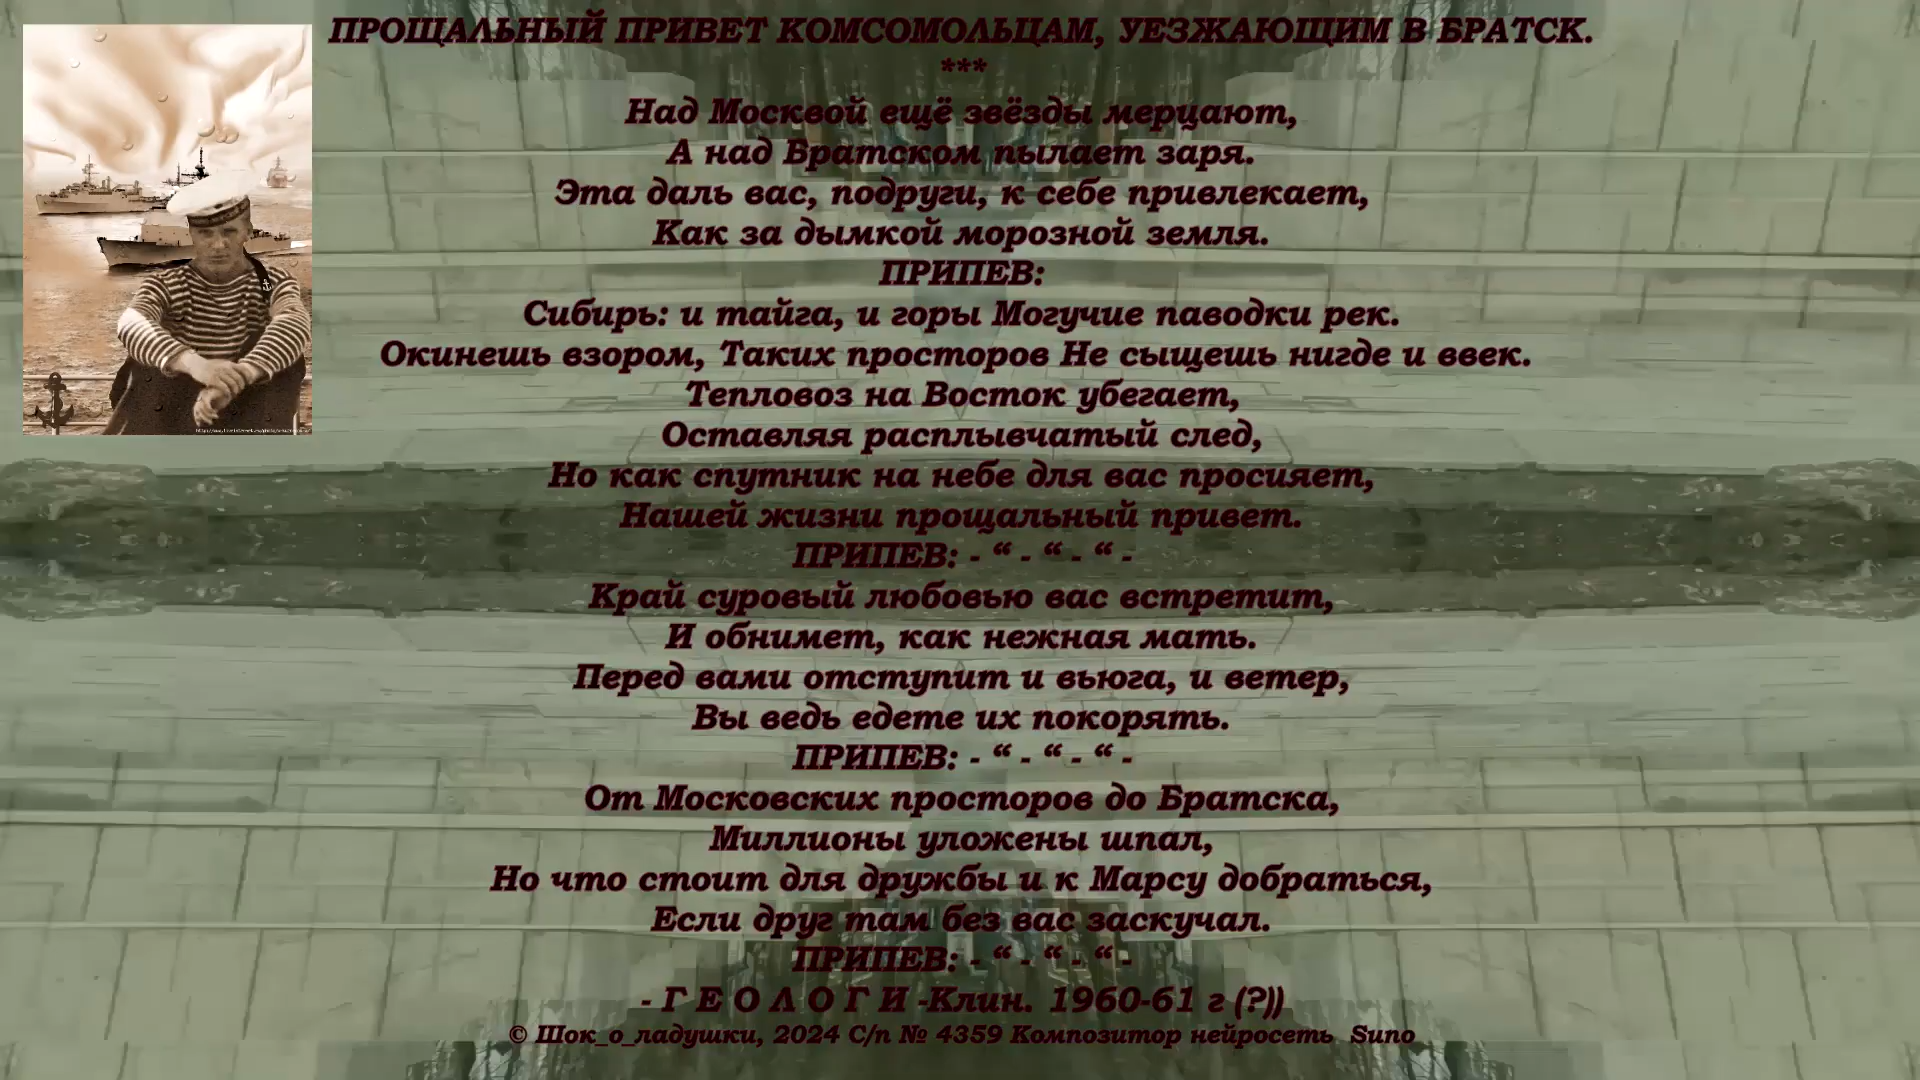 ПРОЩАЛЬНЫЙ ПРИВЕТ КОМСОМОЛЬЦАМ, УЕЗЖАЮЩИМ В БРАТСК.
***
Над Москвой ещё звёзды мерцают,
А над Братском пылает заря.
Эта даль вас, подруги, к себе привлекает,
Как за дымкой морозной земля.
ПРИПЕВ:
Сибирь: и тайга, и горы Могучие паводки рек.
Окинешь взором, Таких просторов Не сыщешь нигде и ввек.
Тепловоз на Восток убегает,
Оставляя расплывчатый след,
Но как спутник на небе для вас просияет,
Нашей жизни прощальный привет.
ПРИПЕВ: - “ - “ - “ -
Край суровый любовью вас встретит,
И обнимет, как нежная мать.
Перед вами отступит и вьюга, и ветер,
Вы ведь едете их покорять.
ПРИПЕВ: - “ - “ - “ -
От Московских просторов до Братска,
Миллионы уложены шпал,
Но что стоит для дружбы и к Марсу добраться,
Если друг там без вас заскучал.
ПРИПЕВ: - “ - “ - “ -
- Г Е О Л О Г И -Клин. 1960-61 г (?))
© Шок_о_ладушки, 2024 С/п № 4359 Композитор нейросеть Suno